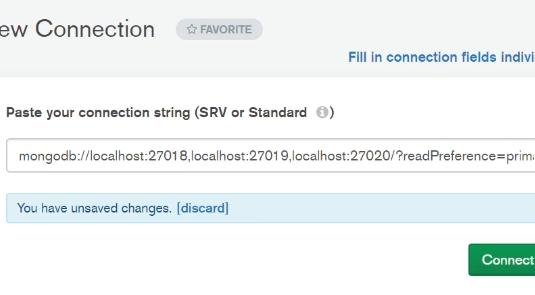 ew Connection
FAVORITE
Fill in connection fields indivi
Paste your connection string (SRV or Standard i)
mongodb://localhost:27018,localhost:27019,localhost:27020/?readPreference=prima
You have unsaved changes. [discard]
Connect